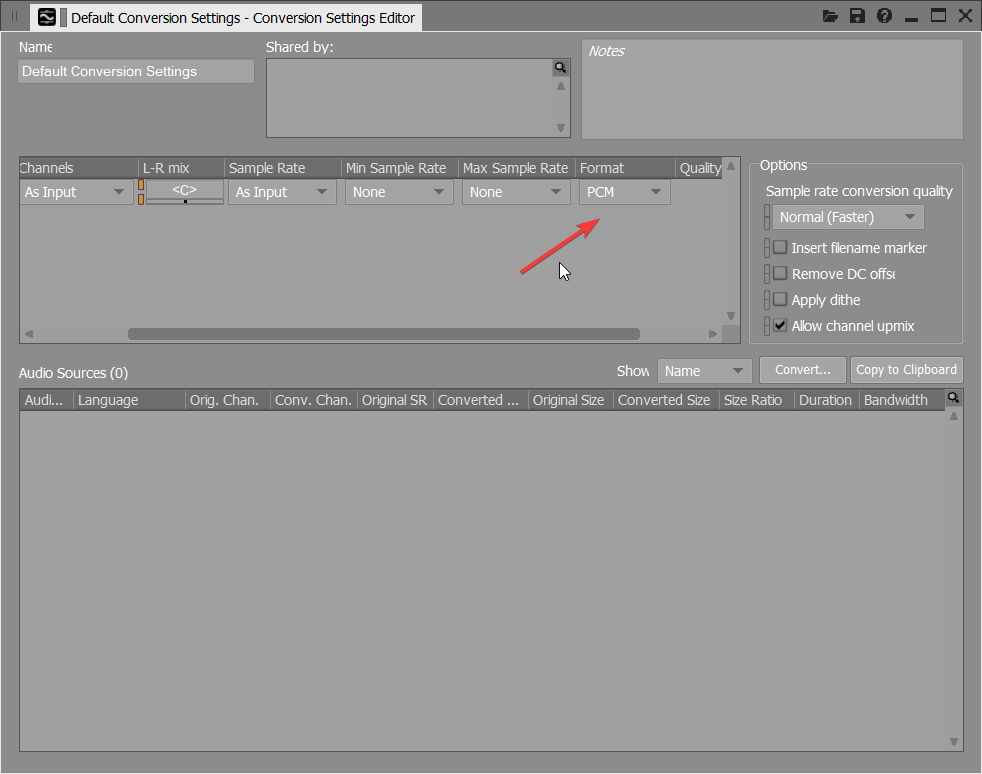 Default Conversion Settings - Conversion Settings Editor
Name
Shared by:
Notes
Default Conversion Settings
Channels L-R mix Sample Rate Min Sample Rate Max Sample Rate Format Quality
As Input <C> As Input None None PCM
Options
Sample rate conversion quality
Normal (Faster)
Insert filename marker
Remove DC offse
Apply dithe
Allow channel upmix
Audio Sources (0)
Show Name Convert... Copy to Clipboard
Audi... Language Orig. Chan. Conv. Chan. Original SR Converted ... Original Size Converted Size Size Ratio Duration Bandwidth